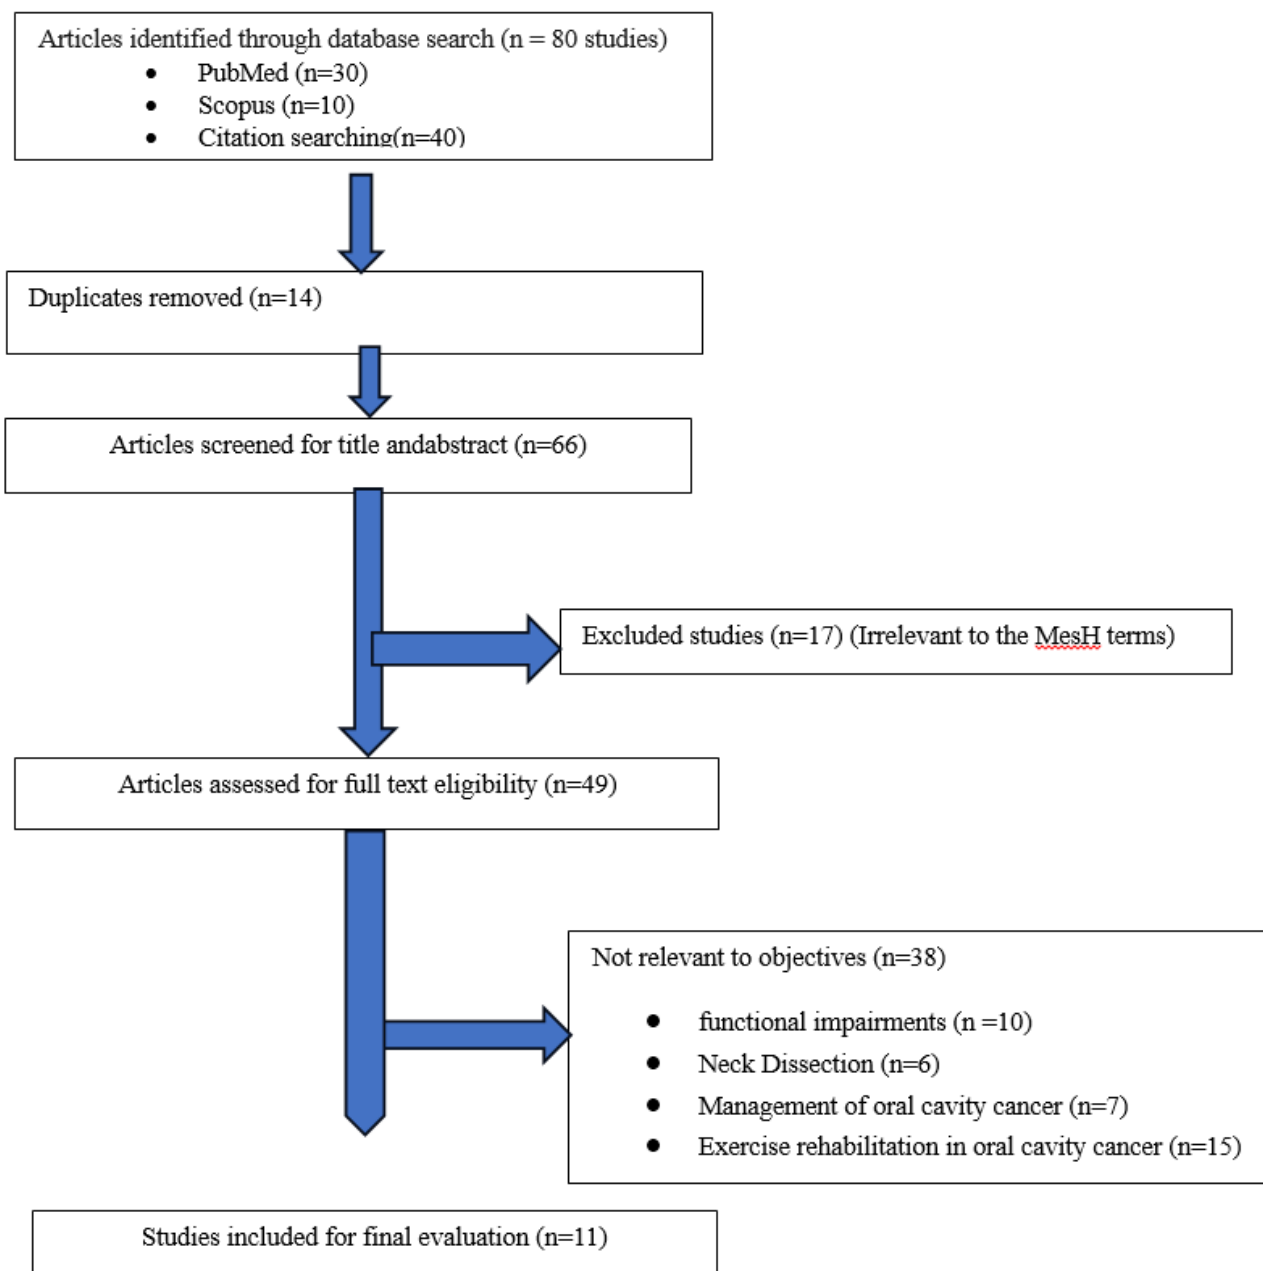 Articles identified through database search (n = 80 studies)
• PubMed (n=30)
• Scopus (n=10)
• Citation searching(n=40)
Duplicates removed (n=14)
Articles screened for title andabstract (n=66)
Excluded studies (n=17) (Irrelevant to the MesH terms)
Articles assessed for full text eligibility (n=49)
Not relevant to objectives (n=38)
• functional impairments (n =10)
• Neck Dissection (n=6)
• Management of oral cavity cancer (n=7)
• Exercise rehabilitation in oral cavity cancer (n=15)
Studies included for final evaluation (n=11)